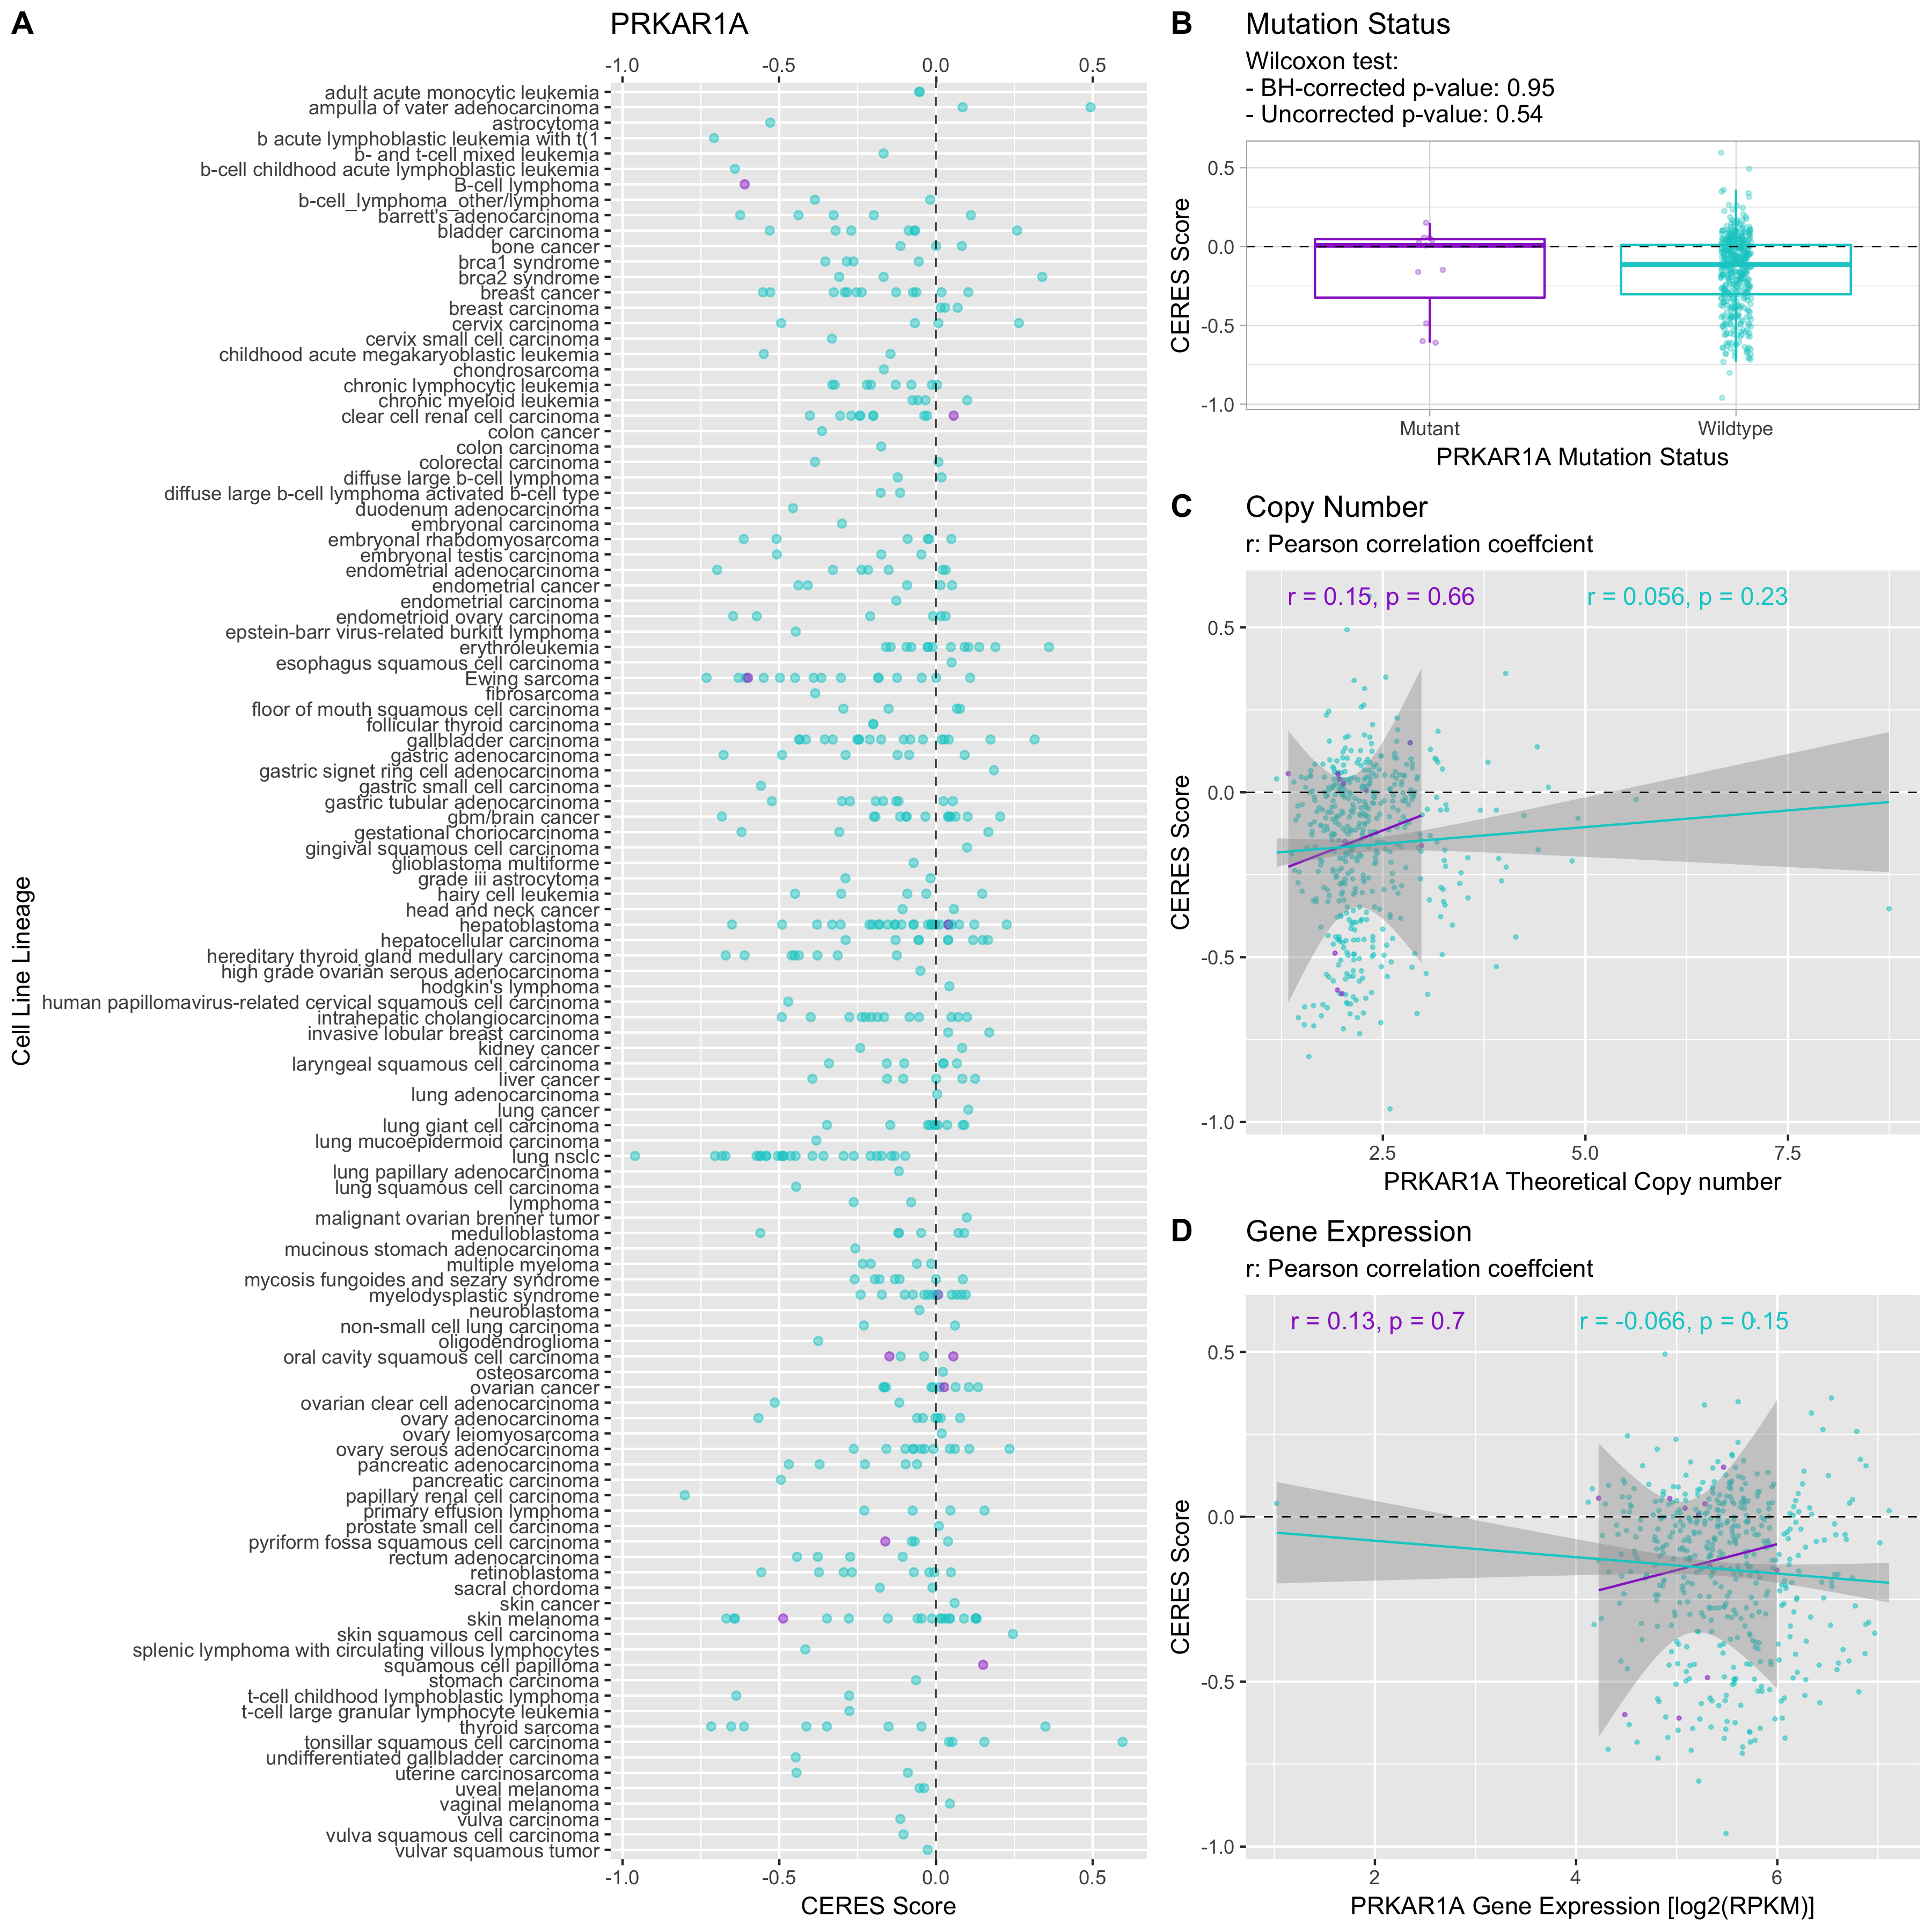 A
PRKAR1A
-1.0 -0.5 0.0 0.5
Cell Line Lineage
adult acute monocytic leukemia
ampulla of vater adenocarcinoma
astrocytoma
b acute lymphoblastic leukemia with t(1
b- and t-cell mixed leukemia
b-cell childhood acute lymphoblastic leukemia
B-cell lymphoma
b-cell_lymphoma_other/lymphoma
barrett's adenocarcinoma
bladder carcinoma
bone cancer
brca1 syndrome
brca2 syndrome
breast cancer
breast carcinoma
cervix carcinoma
cervix small cell carcinoma
childhood acute megakaryoblastic leukemia
chondrosarcoma
chronic lymphocytic leukemia
chronic myeloid leukemia
clear cell renal cell carcinoma
colon cancer
colon carcinoma
colorectal carcinoma
diffuse large b-cell lymphoma
diffuse large b-cell lymphoma activated b-cell type
duodenum adenocarcinoma
embryonal carcinoma
embryonal rhabdomyosarcoma
embryonal testis carcinoma
endometrial adenocarcinoma
endometrial cancer
endometrial carcinoma
endometrioid ovary carcinoma
epstein-barr virus-related burkitt lymphoma
erythroleukemia
esophagus squamous cell carcinoma
Ewing sarcoma
fibrosarcoma
floor of mouth squamous cell carcinoma
follicular thyroid carcinoma
gallbladder carcinoma
gastric adenocarcinoma
gastric signet ring cell adenocarcinoma
gastric small cell carcinoma
gastric tubular adenocarcinoma
gbm/brain cancer
gestational choriocarcinoma
gingival squamous cell carcinoma
glioblastoma multiforme
grade iii astrocytoma
hairy cell leukemia
head and neck cancer
hepatoblastoma
hepatocellular carcinoma
hereditary thyroid gland medullary carcinoma
high grade ovarian serous adenocarcinoma
hodgkin's lymphoma
human papillomavirus-related cervical squamous cell carcinoma
intrahepatic cholangiocarcinoma
invasive lobular breast carcinoma
kidney cancer
laryngeal squamous cell carcinoma
liver cancer
lung adenocarcinoma
lung cancer
lung giant cell carcinoma
lung mucoepidermoid carcinoma
lung nsclc
lung papillary adenocarcinoma
lung squamous cell carcinoma
lymphoma
malignant ovarian brenner tumor
medulloblastoma
mucinous stomach adenocarcinoma
multiple myeloma
mycosis fungoides and sezary syndrome
myelodysplastic syndrome
neuroblastoma
non-small cell lung carcinoma
oligodendroglioma
oral cavity squamous cell carcinoma
osteosarcoma
ovarian cancer
ovarian clear cell adenocarcinoma
ovary adenocarcinoma
ovary leiomyosarcoma
ovary serous adenocarcinoma
pancreatic adenocarcinoma
pancreatic carcinoma
papillary renal cell carcinoma
primary effusion lymphoma
prostate small cell carcinoma
pyriform fossa squamous cell carcinoma
rectum adenocarcinoma
retinoblastoma
sacral chordoma
skin cancer
skin melanoma
skin squamous cell carcinoma
splenic lymphoma with circulating villous lymphocytes
squamous cell papilloma
stomach carcinoma
t-cell childhood lymphoblastic lymphoma
t-cell large granular lymphocyte leukemia
thyroid sarcoma
tonsillar squamous cell carcinoma
undifferentiated gallbladder carcinoma
uterine carcinosarcoma
uveal melanoma
vaginal melanoma
vulva carcinoma
vulva squamous cell carcinoma
vulvar squamous tumor
-1.0 -0.5 0.0 0.5
CERES Score
B
Mutation Status
Wilcoxon test:
- BH-corrected p-value: 0.95
- Uncorrected p-value: 0.54
CERES Score
0.5
0.0
-0.5
-1.0
Mutant Wildtype
PRKAR1A Mutation Status
C
Copy Number
r: Pearson correlation coeffcient
r = 0.15, p = 0.66 r = 0.056, p = 0.23
CERES Score
0.5
0.0
-0.5
-1.0
2.5 5.0 7.5
PRKAR1A Theoretical Copy number
D
Gene Expression
r: Pearson correlation coeffcient
r = 0.13, p = 0.7 r = -0.066, p = 0.15
CERES Score
0.5
0.0
-0.5
-1.0
2 4 6
PRKAR1A Gene Expression [log2(RPKM)]